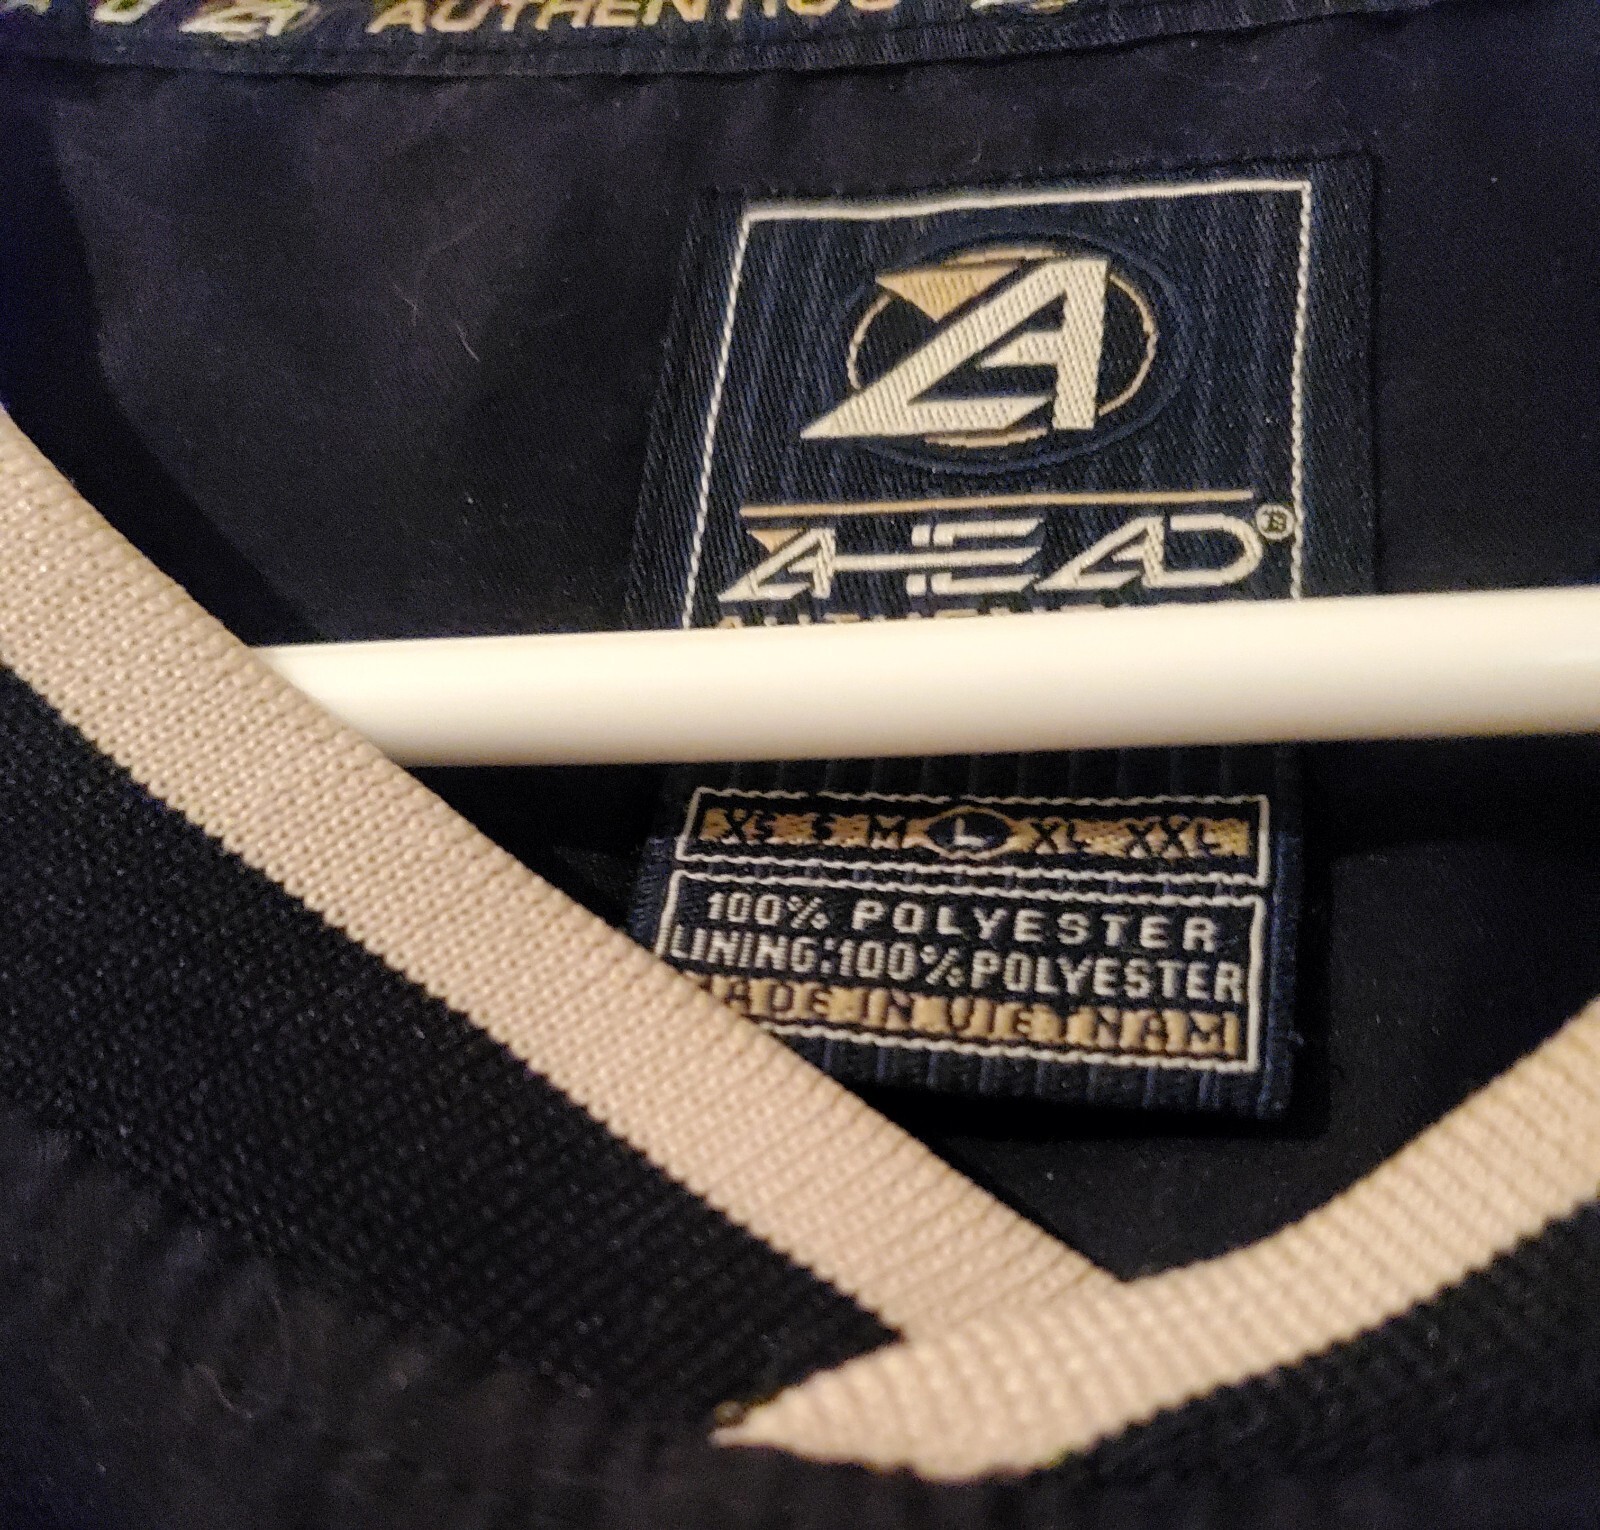 AUTHENTICS
A
AHEAD®
XS S M L XL XXL
100% POLYESTER
LINING:100% POLYESTER
MADE IN VIETNAM